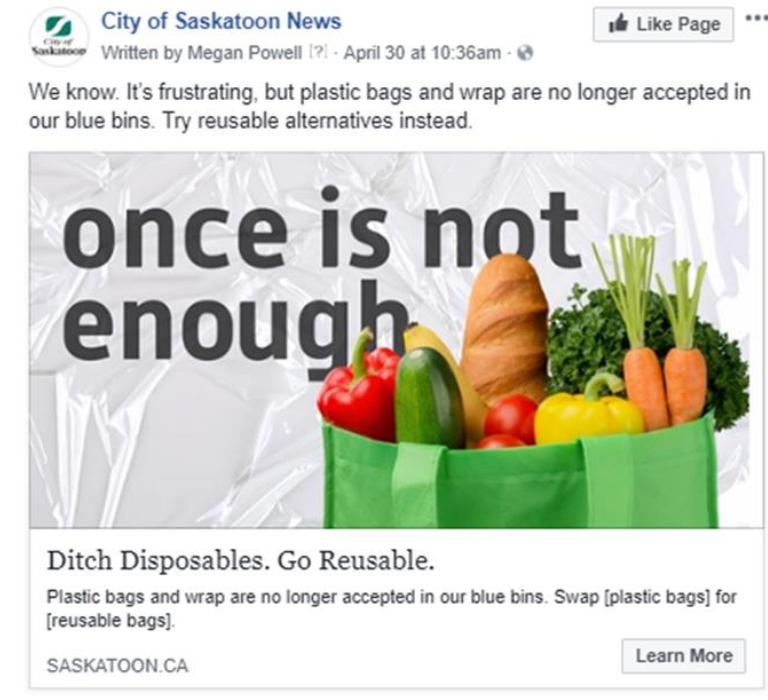 City of Saskatoon News
Like Page
City of
Saskatoon
Written by Megan Powell [?] · April 30 at 10:36am ·
We know. It's frustrating, but plastic bags and wrap are no longer accepted in
our blue bins. Try reusable alternatives instead.
once is not
enough
Ditch Disposables. Go Reusable.
Plastic bags and wrap are no longer accepted in our blue bins. Swap [plastic bags] for
[reusable bags].
SASKATOON.CA
Learn More